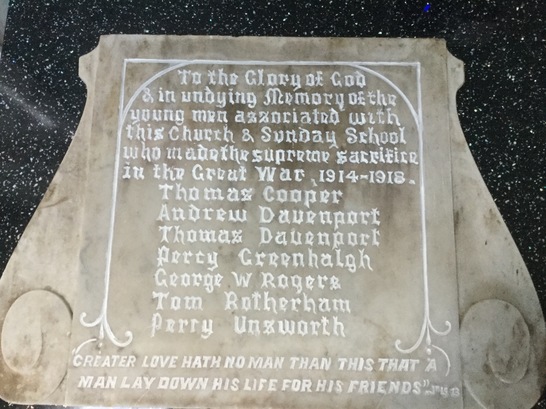 To the Glory of God
& in undying Memory of the
young men associated with
this Church & Sunday School
who made the supreme sacrifice
in the Great War, 1914-1918.
Thomas Cooper
Andrew Davenport
Thomas Davenport
Percy Greenhalgh
George W Rogers
Tom Rotherham
Percy Unsworth
"GREATER LOVE HATH NO MAN THAN THIS THAT A
MAN LAY DOWN HIS LIFE FOR HIS FRIENDS"